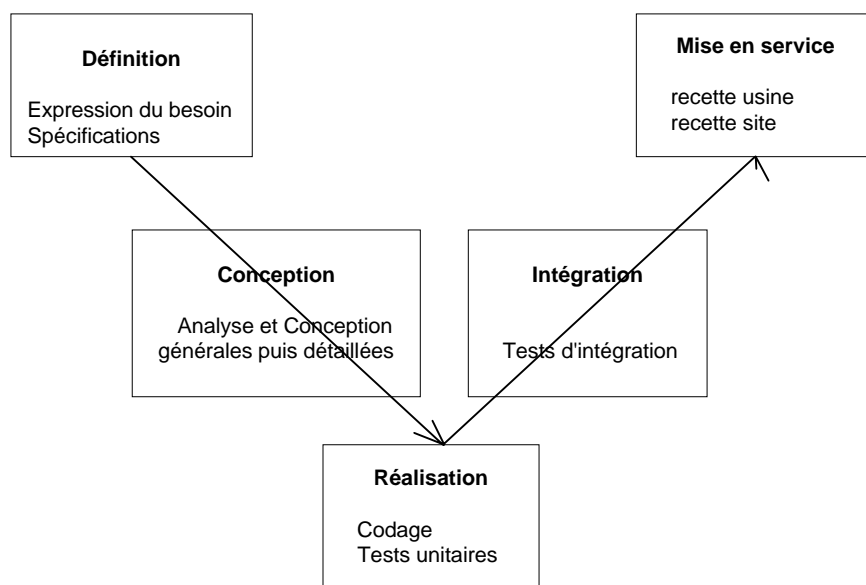 Définition
Expression du besoin
Spécifications
Mise en service
recette usine
recette site
Conception
Analyse et Conception
générales puis détaillées
Intégration
Tests d'intégration
Réalisation
Codage
Tests unitaires